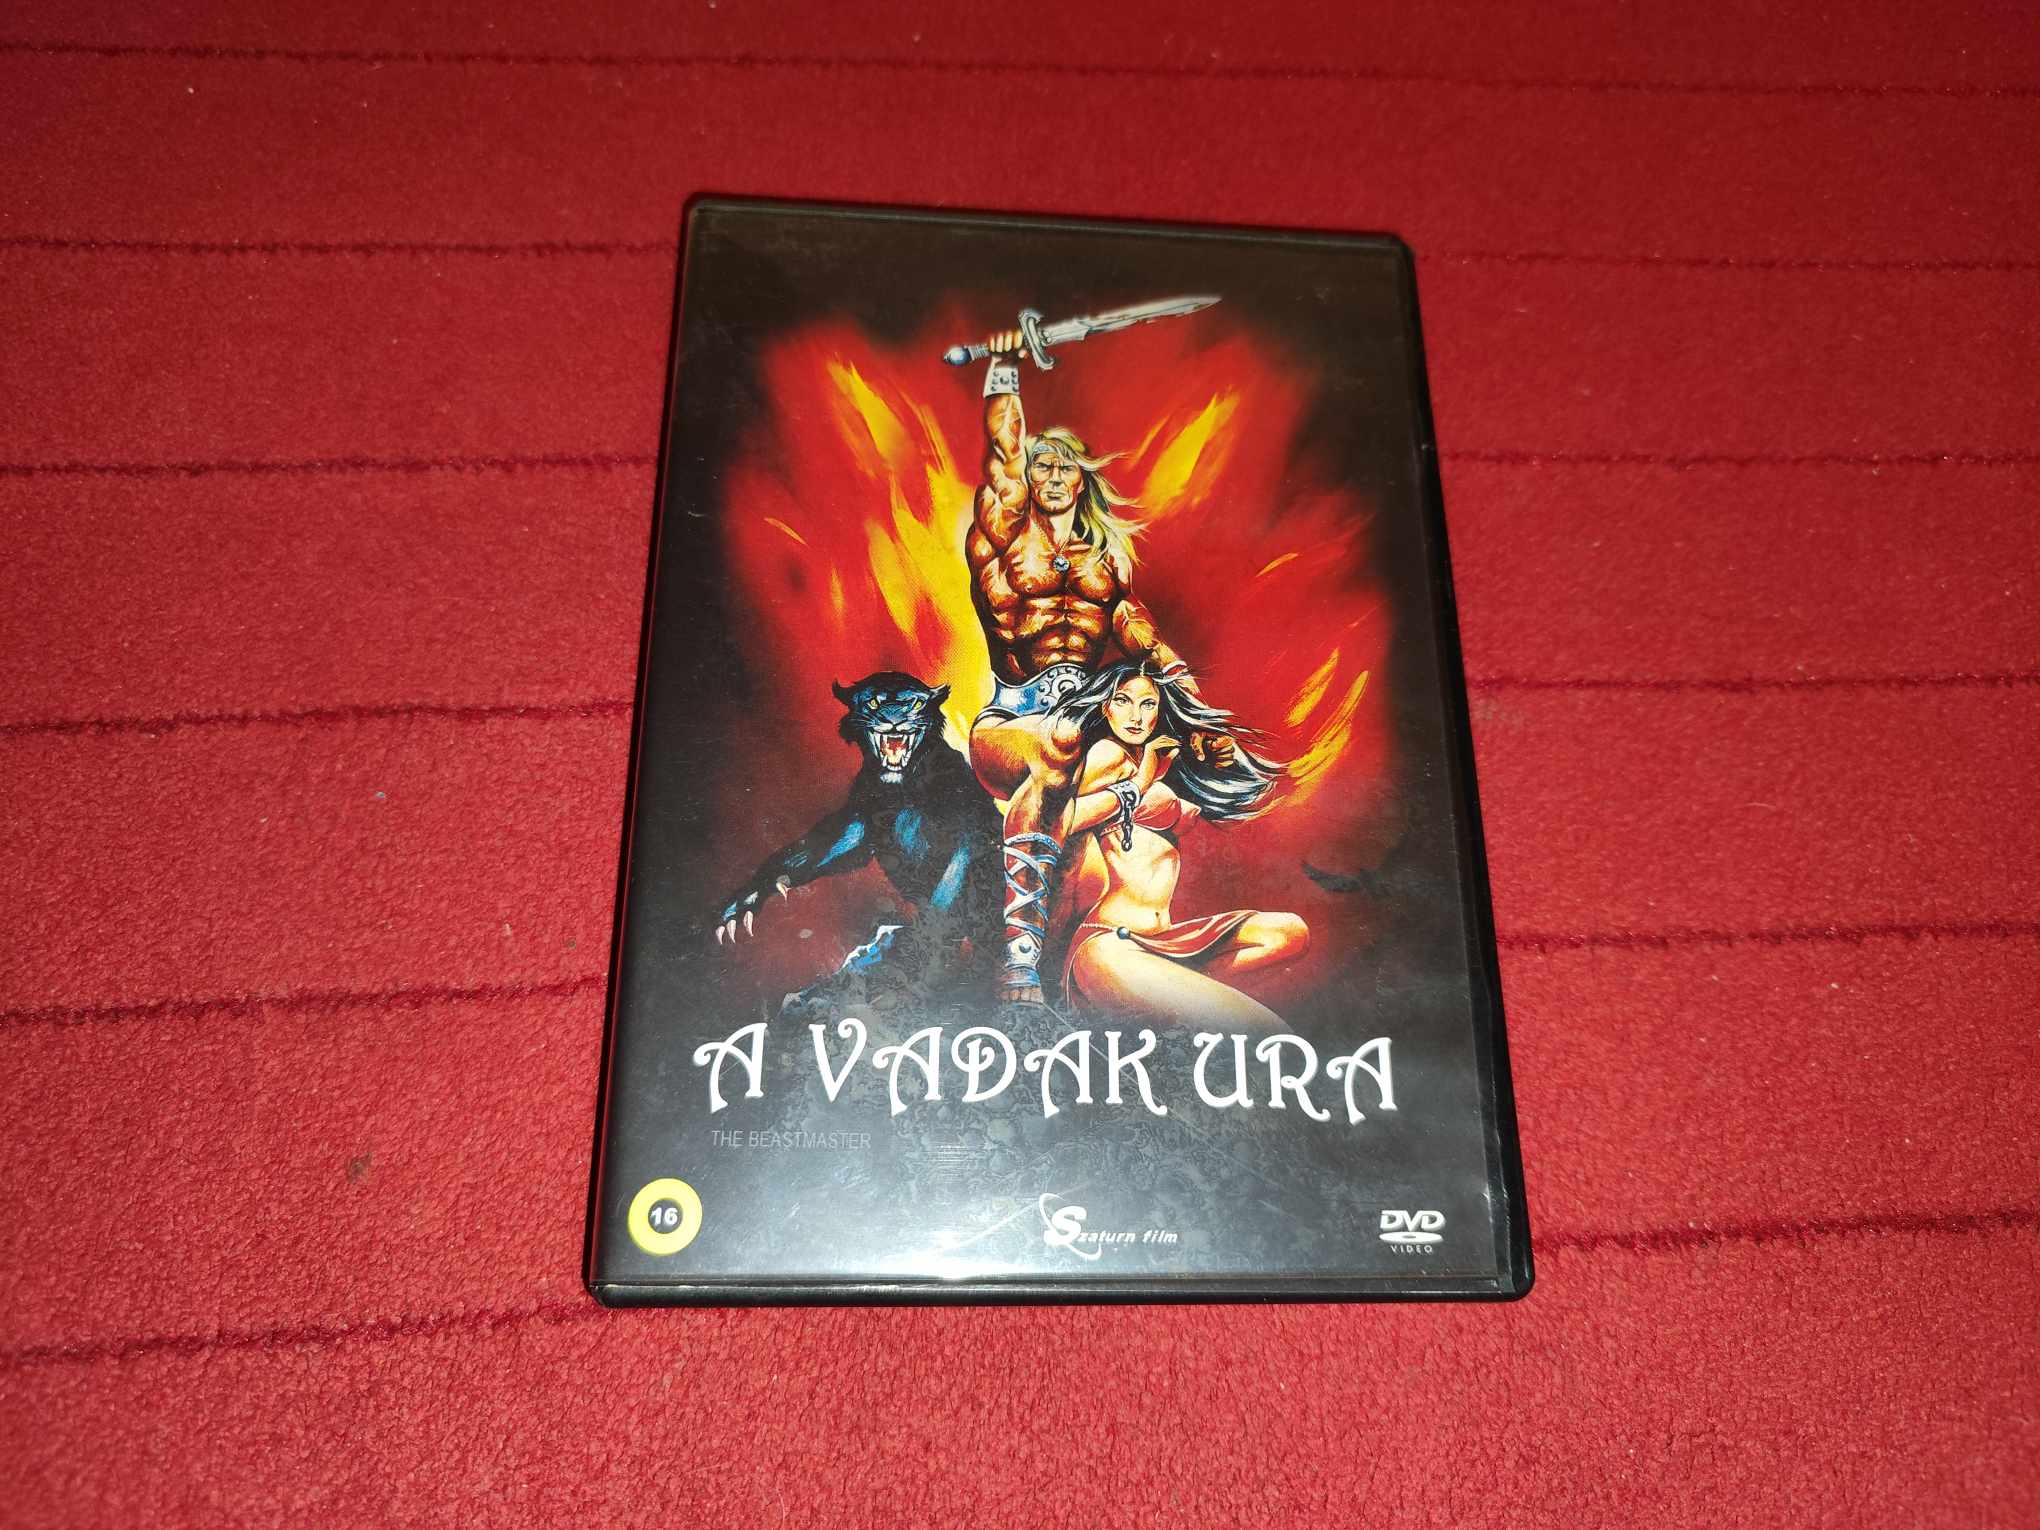 A VADAK URA
THE BEASTMASTER
16
Szaturn film
DVD
VIDEO